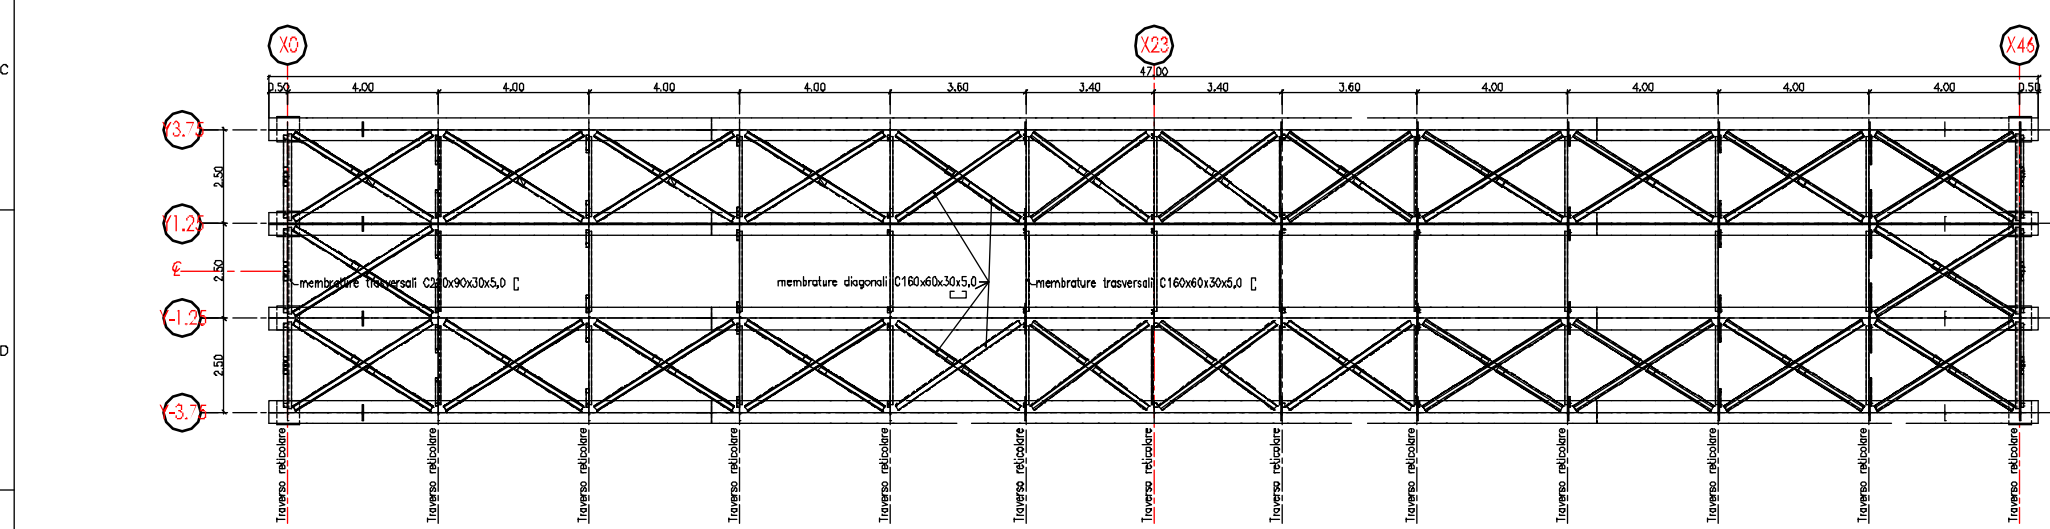 C
X0
X23
X46
47.00
0.50 4.00 4.00 4.00 4.00 3.60 3.40 3.40 3.60 4.00 4.00 4.00 4.00 0.50
Y3.75
2.50
Y1.25
2.50
membrature trasversali x90x30x5,0
membrature diagonali C160x60x30x5,0
membrature trasversali C160x60x30x5,0
Y-1.25
D
2.50
Y-3.75
Traverso reticolare
Traverso reticolare
Traverso reticolare
Traverso reticolare
Traverso reticolare
Traverso reticolare
Traverso reticolare
Traverso reticolare
Traverso reticolare
Traverso reticolare
Traverso reticolare
Traverso reticolare
Traverso reticolare